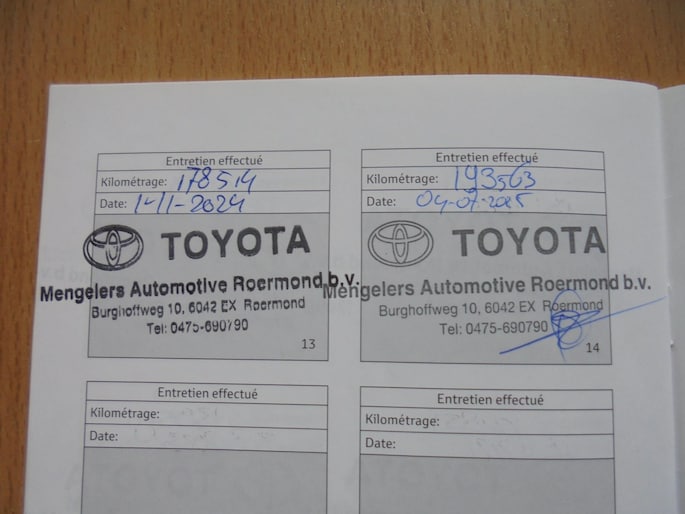 Entretien effectué
Kilométrage: 178514
Date: 1-11-2024
TOYOTA
Mengelers Automotive Roermond b.v.
Burghoffweg 10, 6042 EX Roermond
Tel: 0475-690790
13
Entretien effectué
Kilométrage: 193563
Date: 04-07-2025
TOYOTA
Mengelers Automotive Roermond b.v.
Burghoffweg 10, 6042 EX Roermond
Tel: 0475-690790
14
Entretien effectué
Kilométrage:
Date:
Entretien effectué
Kilométrage:
Date: